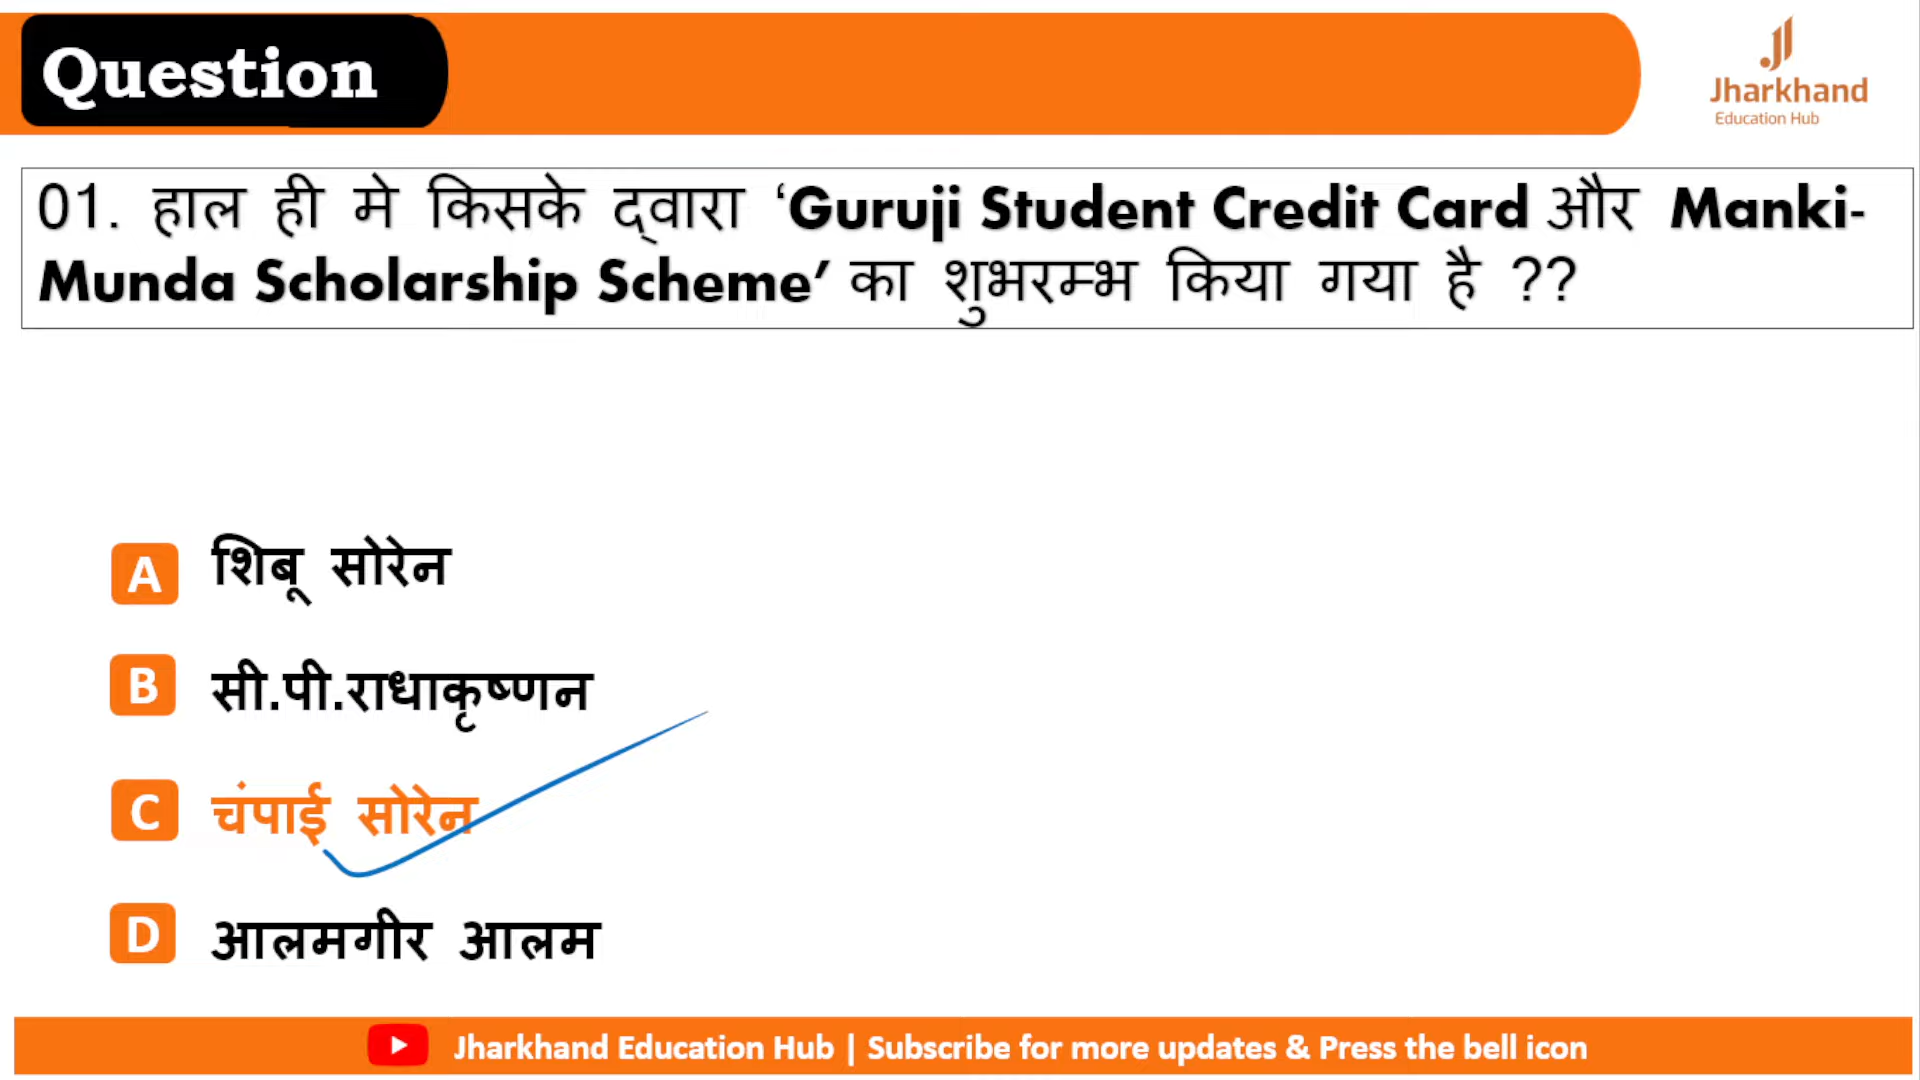 Question
Jharkhand
Education Hub
01. हाल ही मे किसके द्वारा ‘Guruji Student Credit Card और Manki-
Munda Scholarship Scheme’ का शुभरम्भ किया गया है ??
A शिबू सोरेन
B सी.पी.राधाकृष्णन
C चंपाई सोरेन
D आलमगीर आलम
Jharkhand Education Hub | Subscribe for more updates & Press the bell icon